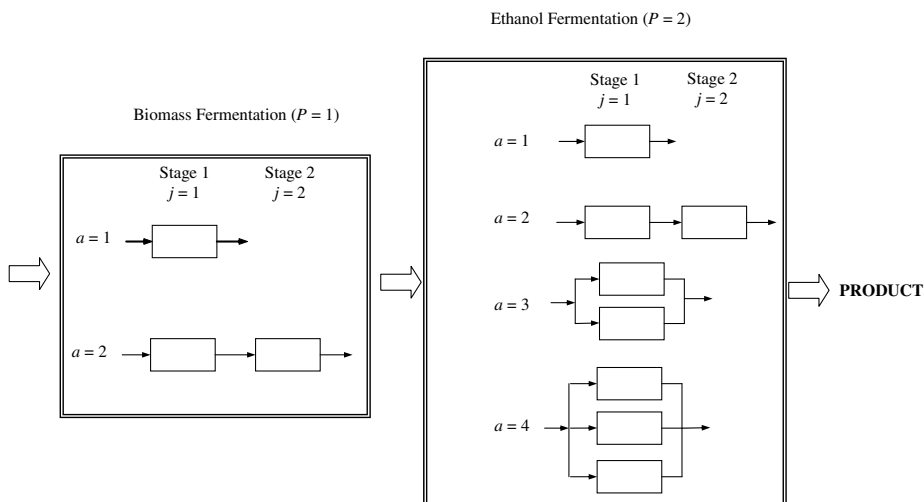 Ethanol Fermentation (P = 2)
Stage 1 Stage 2
j = 1 j = 2
a = 1
a = 2
a = 3
a = 4
Biomass Fermentation (P = 1)
Stage 1 Stage 2
j = 1 j = 2
a = 1
a = 2
PRODUCT